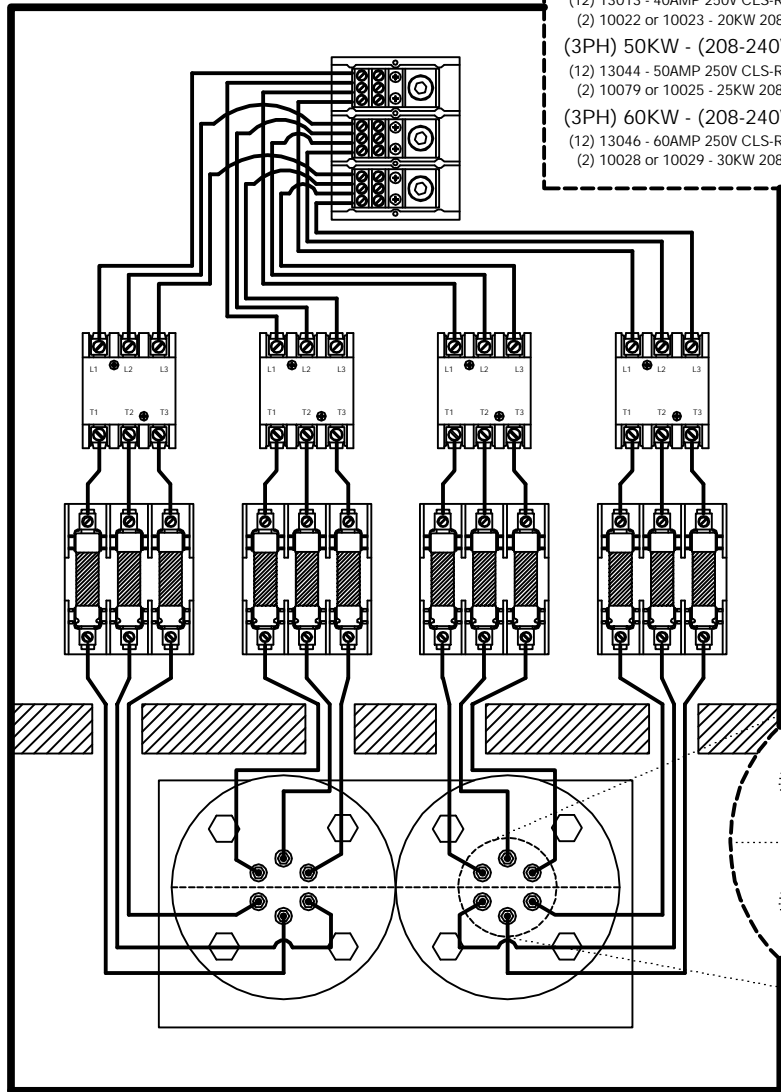 (12) 13013 - 40AMP 250V CLS-R
(2) 10022 or 10023 - 20KW 208
(3PH) 50KW - (208-240
(12) 13044 - 50AMP 250V CLS-R
(2) 10079 or 10025 - 25KW 208
(3PH) 60KW - (208-240
(12) 13046 - 60AMP 250V CLS-R
(2) 10028 or 10029 - 30KW 208
L1 L2 L3 L1 L2 L3 L1 L2 L3 L1 L2 L3
T1 T2 T3 T1 T2 T3 T1 T2 T3 T1 T2 T3